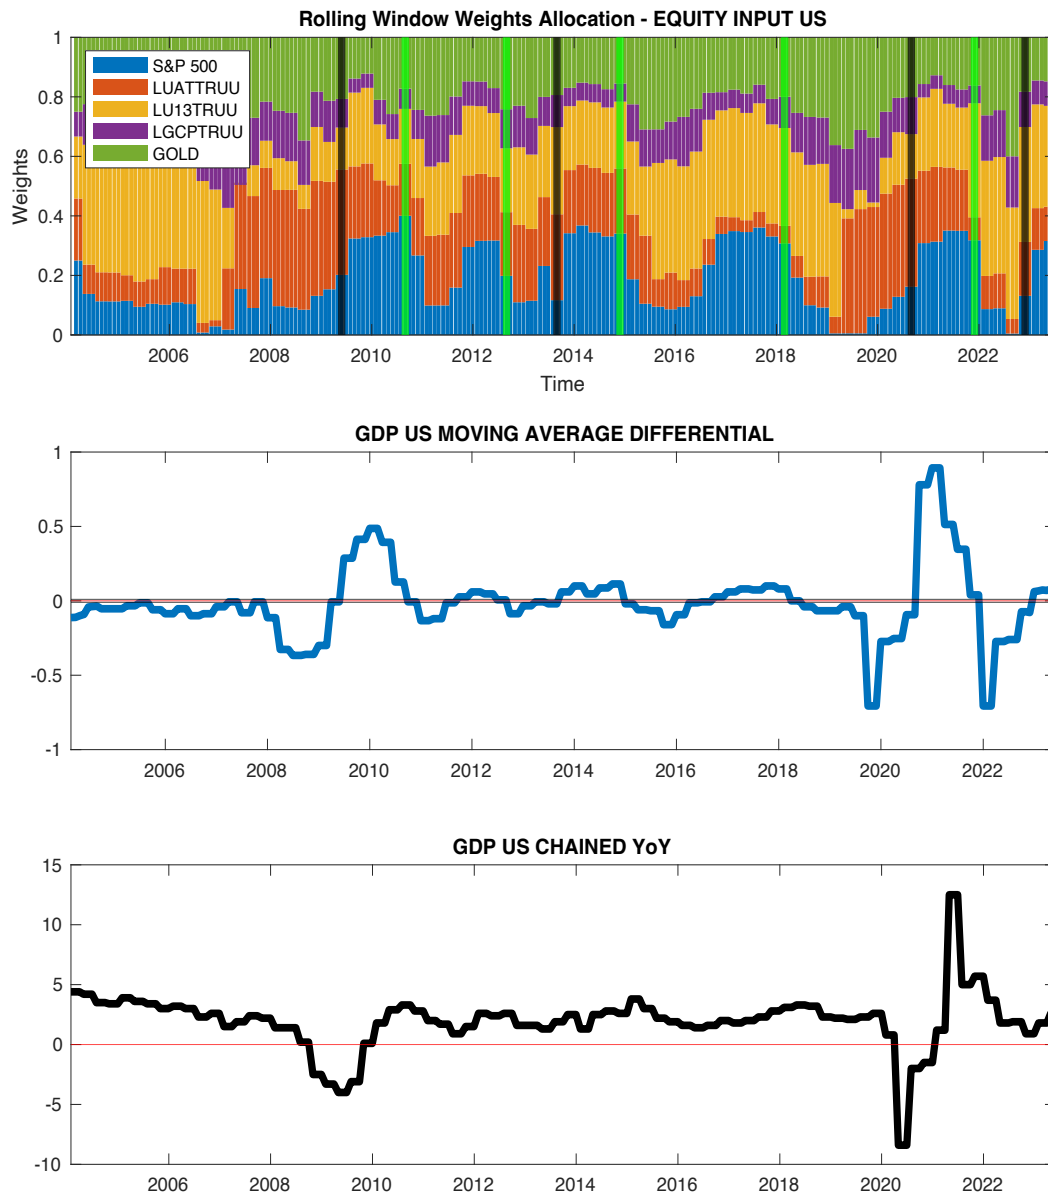 Rolling Window Weights Allocation - EQUITY INPUT US
1
0.8
0.6
0.4
0.2
0
Weights
S&P 500
LUATTRUU
LU13TRUU
LGCPTRUU
GOLD
2006 2008 2010 2012 2014 2016 2018 2020 2022
Time
GDP US MOVING AVERAGE DIFFERENTIAL
1
0.5
0
-0.5
-1
2006 2008 2010 2012 2014 2016 2018 2020 2022
GDP US CHAINED YoY
15
10
5
0
-5
-10
2006 2008 2010 2012 2014 2016 2018 2020 2022